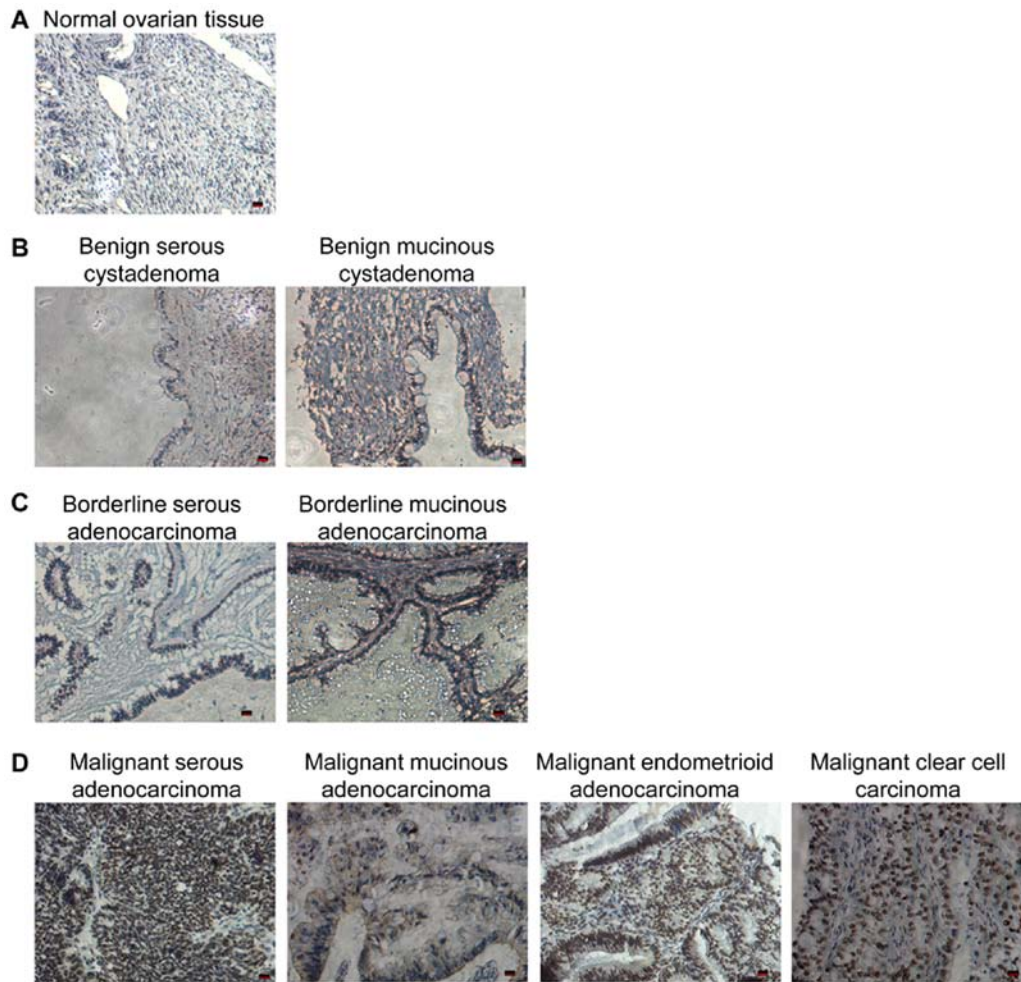 A Normal ovarian tissue
B Benign serous cystadenoma
Benign mucinous cystadenoma
C Borderline serous adenocarcinoma
Borderline mucinous adenocarcinoma
D Malignant serous adenocarcinoma
Malignant mucinous adenocarcinoma
Malignant endometrioid adenocarcinoma
Malignant clear cell carcinoma